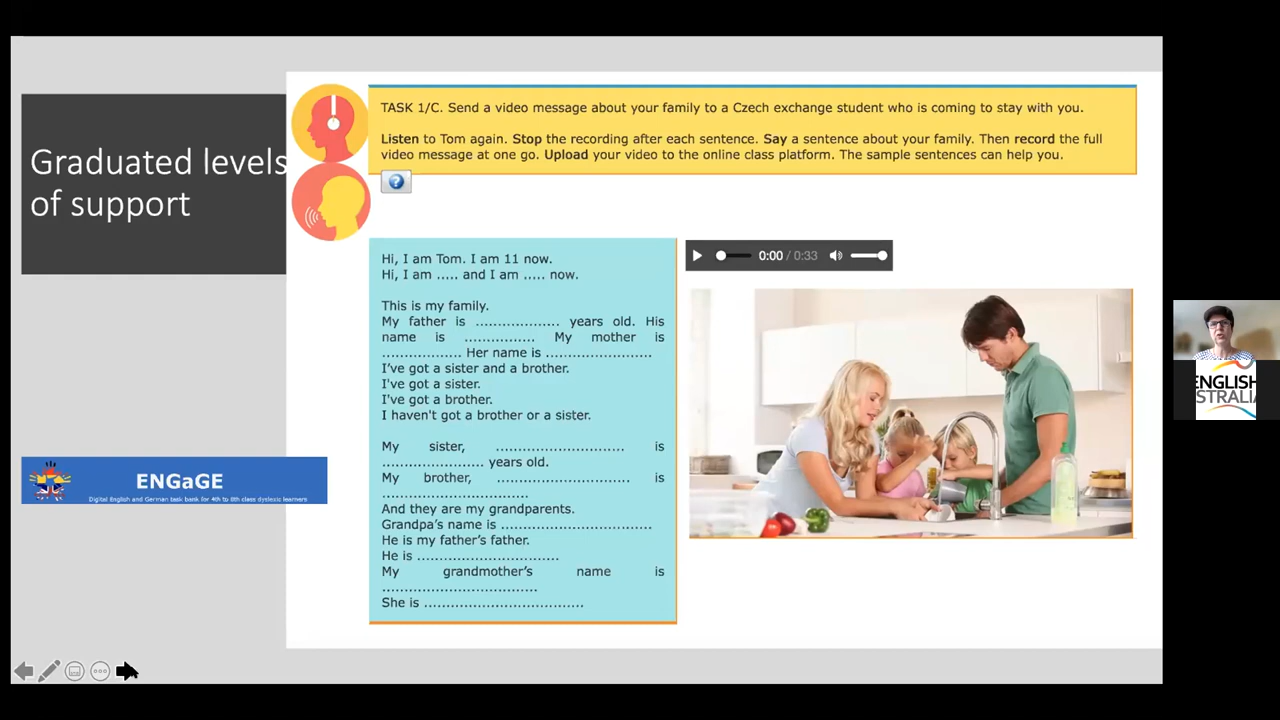 Graduated levels
of support
TASK 1/C. Send a video message about your family to a Czech exchange student who is coming to stay with you.
Listen to Tom again. Stop the recording after each sentence. Say a sentence about your family. Then record the full
video message at one go. Upload your video to the online class platform. The sample sentences can help you.
?
Hi, I am Tom. I am 11 now.
Hi, I am ..... and I am ..... now.
This is my family.
My father is ................... years old. His
name is ................ My mother is
.................. Her name is ........................
I've got a sister and a brother.
I've got a sister.
I've got a brother.
I haven't got a brother or a sister.
My sister, ............................. is
....................... years old.
My brother, .............................. is
.................................
And they are my grandparents.
Grandpa's name is ..................................
He is my father's father.
He is ................................
My grandmother's name is
...................................
She is ....................................
0:00 / 0:33
ENGaGE
Digital English and German task bank for 4th to 8th class dyslexic learners
ENGLISH
STRALIA